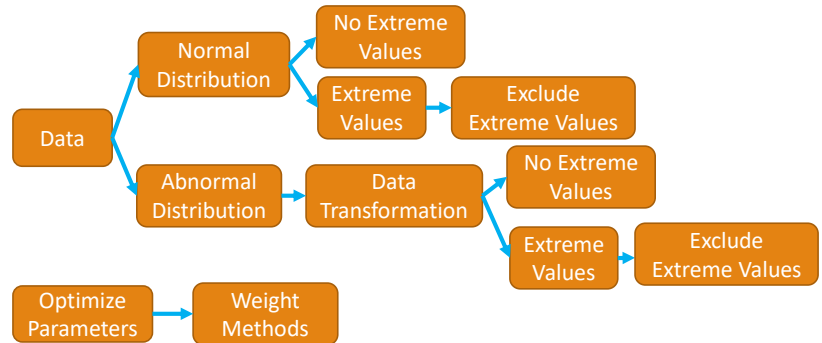 No Extreme
Values
Normal
Distribution
Extreme
Values
Exclude
Extreme Values
Data
Abnormal
Distribution
Data
Transformation
No Extreme
Values
Extreme
Values
Exclude
Extreme Values
Optimize
Parameters
Weight
Methods